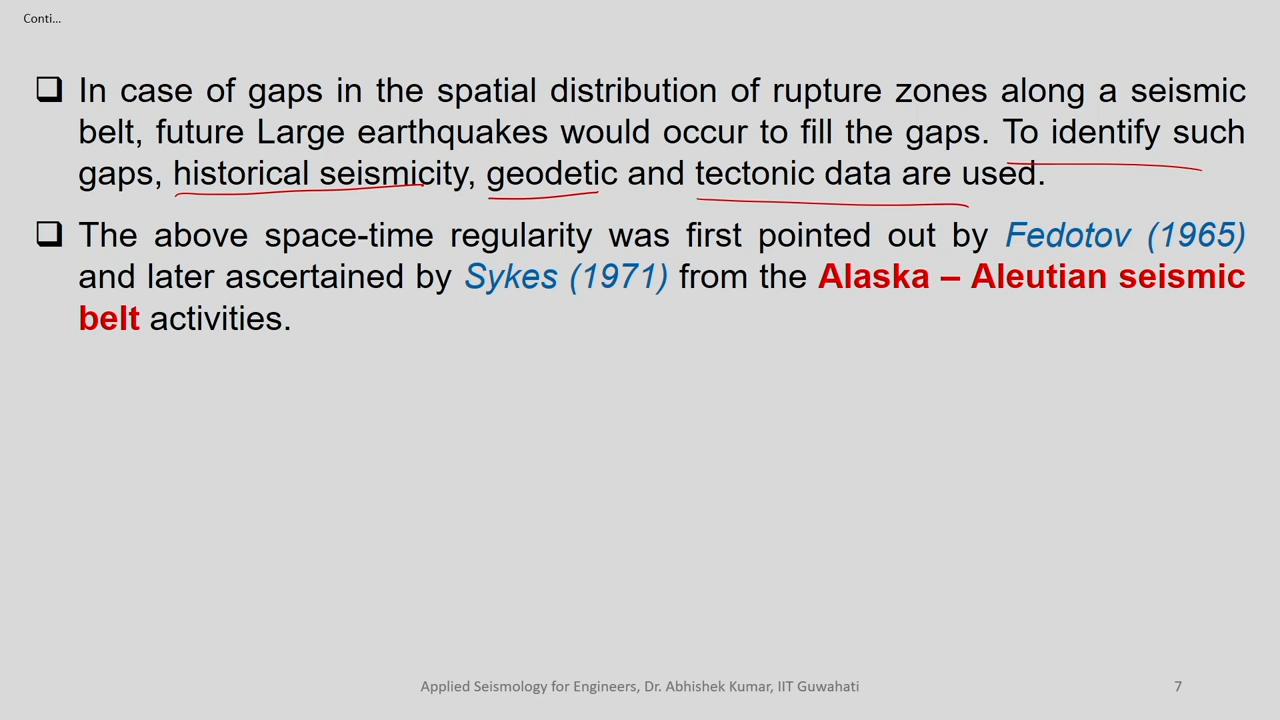 Conti...
❑ In case of gaps in the spatial distribution of rupture zones along a seismic
belt, future Large earthquakes would occur to fill the gaps. To identify such
gaps, historical seismicity, geodetic and tectonic data are used.
❑ The above space-time regularity was first pointed out by Fedotov (1965)
and later ascertained by Sykes (1971) from the Alaska – Aleutian seismic
belt activities.
Applied Seismology for Engineers, Dr. Abhishek Kumar, IIT Guwahati
7